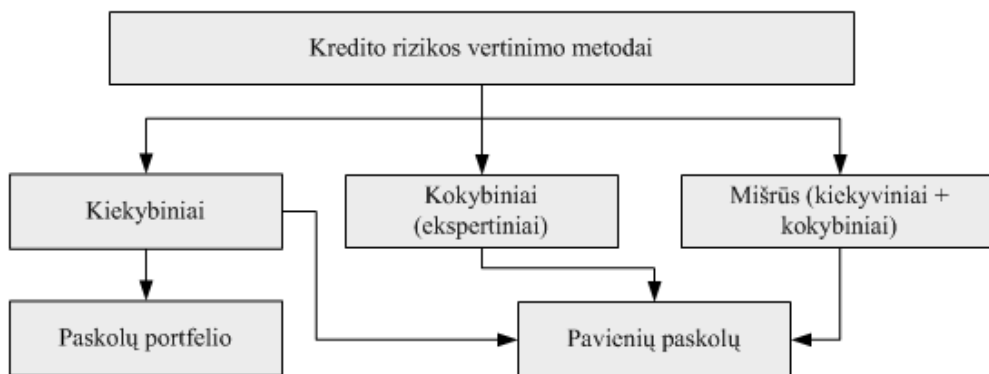 Kredito rizikos vertinimo metodai
Kiekybiniai
Kokybiniai
(ekspertiniai)
Mišrūs (kiekyviniai +
kokybiniai)
Paskolų portfelio
Pavienių paskolų